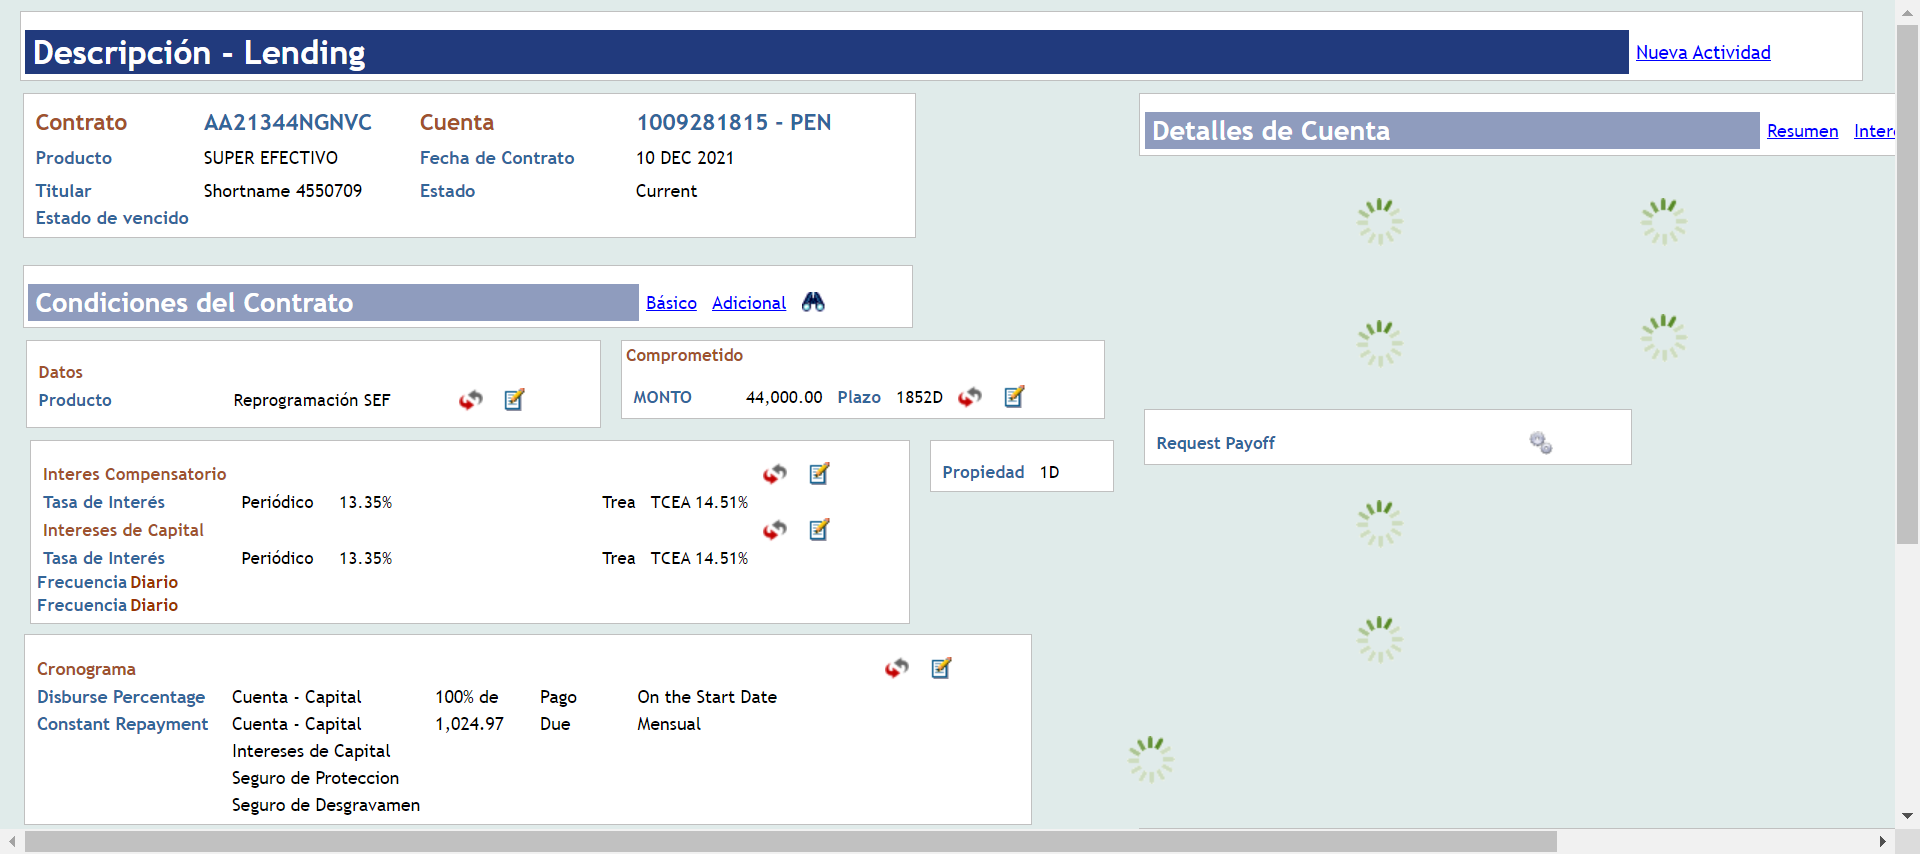 Descripción - Lending
Nueva Actividad
Contrato AA21344NGNVC Cuenta 1009281815 - PEN
Producto SUPER EFECTIVO Fecha de Contrato 10 DEC 2021
Titular Shortname 4550709 Estado Current
Estado de vencido
Condiciones del Contrato Básico Adicional
Datos
Producto Reprogramación SEF
Comprometido
MONTO 44,000.00 Plazo 1852D
Interes Compensatorio
Tasa de Interés Periódico 13.35% Trea TCEA 14.51%
Intereses de Capital
Tasa de Interés Periódico 13.35% Trea TCEA 14.51%
Frecuencia Diario
Frecuencia Diario
Propiedad 1D
Cronograma
Disburse Percentage Cuenta - Capital 100% de Pago On the Start Date
Constant Repayment Cuenta - Capital 1,024.97 Due Mensual
Intereses de Capital
Seguro de Proteccion
Seguro de Desgravamen
Detalles de Cuenta Resumen
Request Payoff